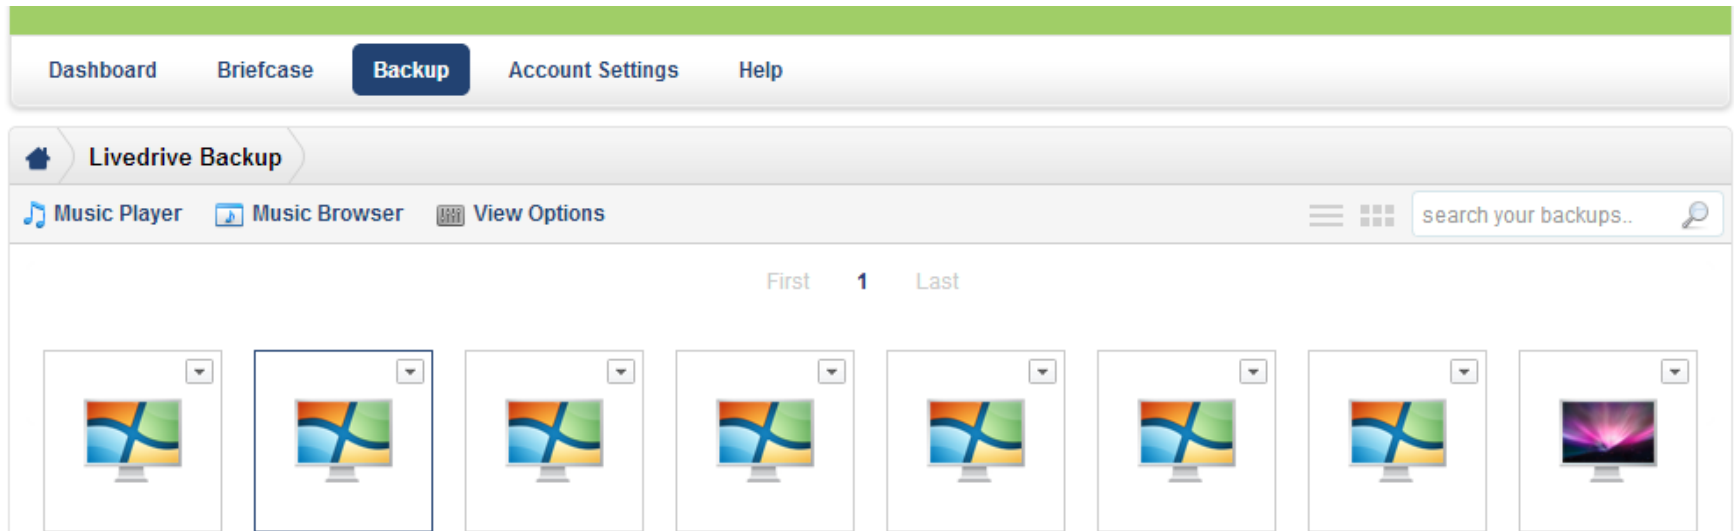 Dashboard Briefcase Backup Account Settings Help
Livedrive Backup
Music Player Music Browser View Options search your backups..
First 1 Last